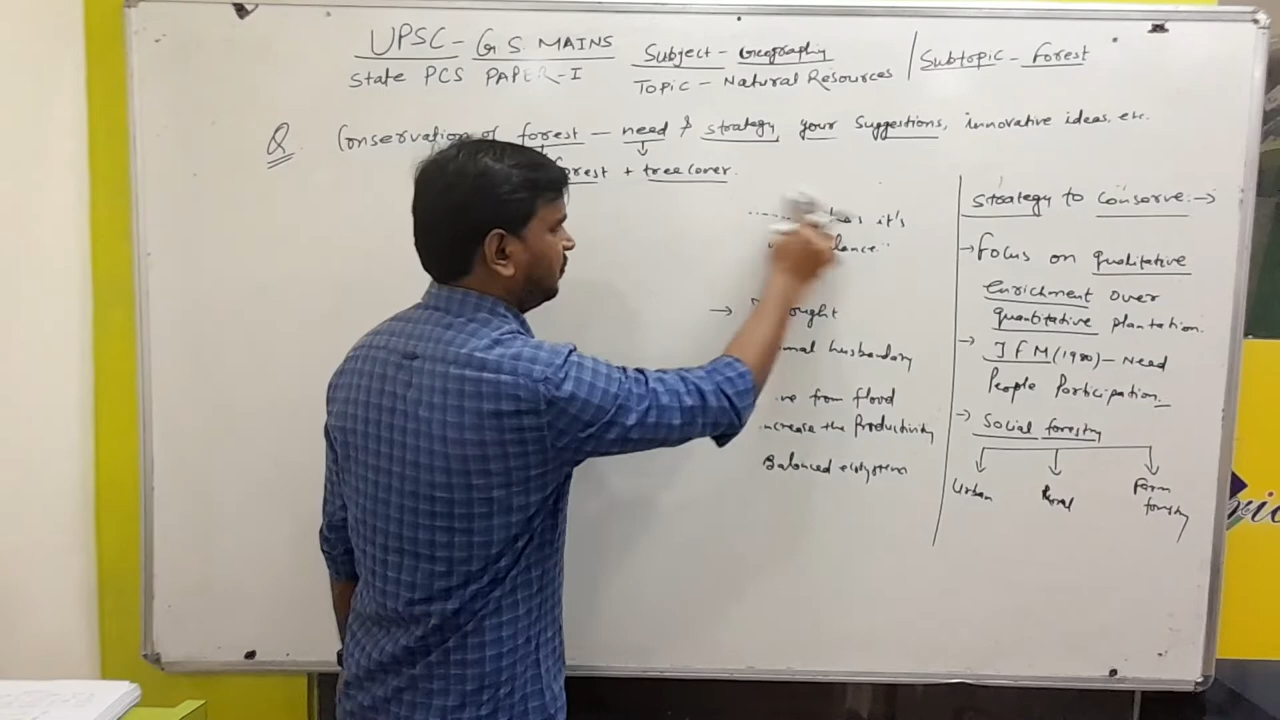 UPSC - G.S. MAINS
State PCS PAPER-I
Subject - Geography
TOPIC - Natural Resources
Subtopic - Forest
Q. Conservation of forest - need & strategy, your suggestions, innovative ideas, etc.
+ tree cover.
it's
→ ought
husbandry
from flood
increase the Productivity
Balanced ecosystem
Strategy to conserve :→
→ Focus on qualitative
Enrichment over
quantitative plantation.
→ JFM (1980) - Need
People Participation.
→ Social forestry
Urban Rural Farm
forestry